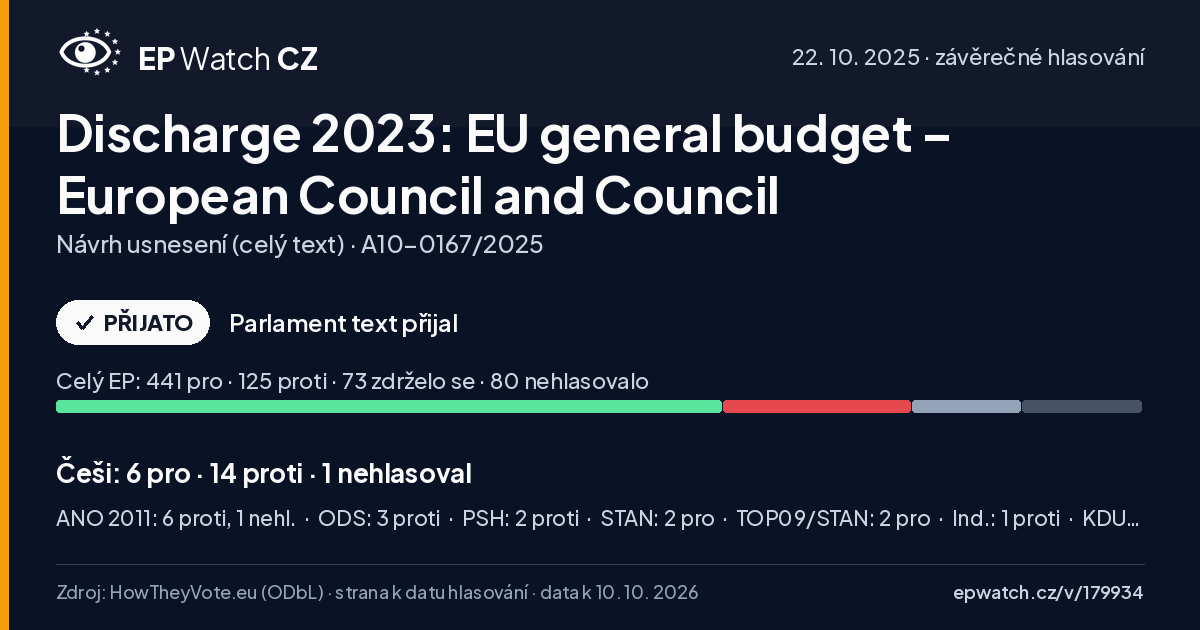 EP Watch CZ
22. 10. 2025 · závěrečné hlasování
Discharge 2023: EU general budget –
European Council and Council
Návrh usnesení (celý text) · A10-0167/2025
✓ PŘIJATO
Parlament text přijal
Celý EP: 441 pro · 125 proti · 73 zdrželo se · 80 nehlasovalo
Češi: 6 pro · 14 proti · 1 nehlasoval
ANO 2011: 6 proti, 1 nehl. · ODS: 3 proti · PSH: 2 proti · STAN: 2 pro · TOP09/STAN: 2 pro · Ind.: 1 proti · KDU…
Zdroj: HowTheyVote.eu (ODbL) · strana k datu hlasování · data k 10. 10. 2026
epwatch.cz/v/179934